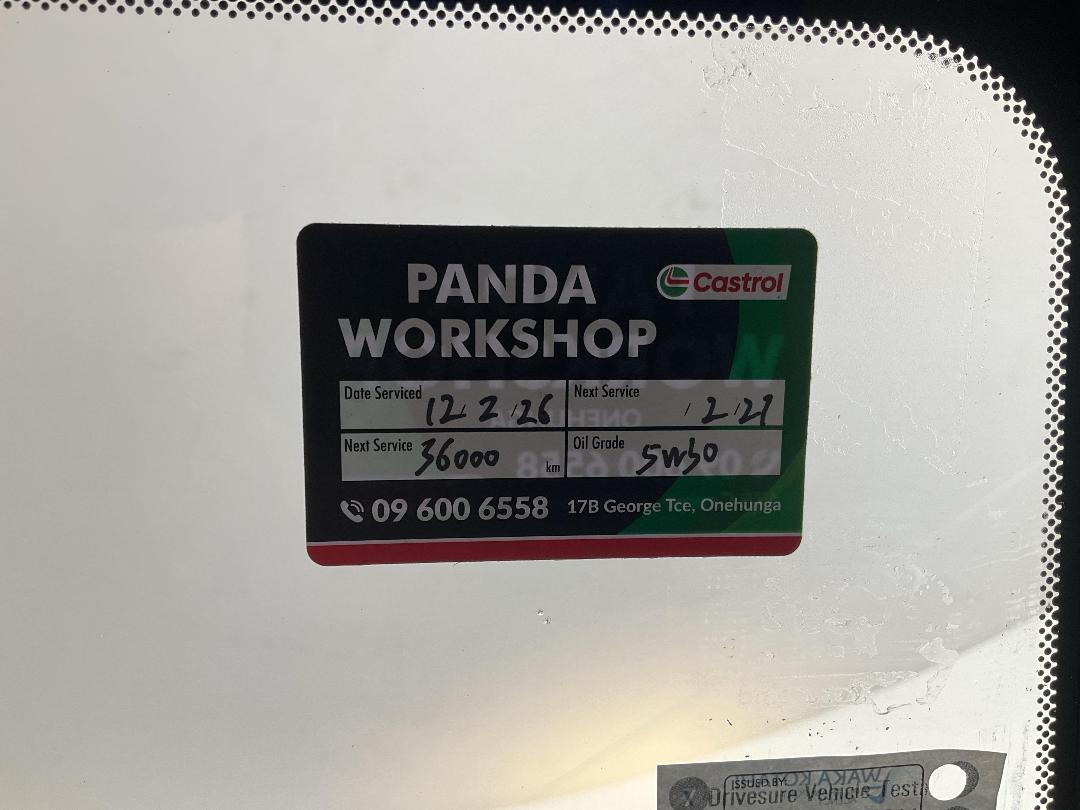 PANDA
WORKSHOP
Castrol
Date Serviced 12 / 2 / 26
Next Service / 2 / 27
Next Service 36000 km
Oil Grade 5W30
09 600 6558
17B George Tce, Onehunga
ISSUED BY:
Drivesure Vehicle